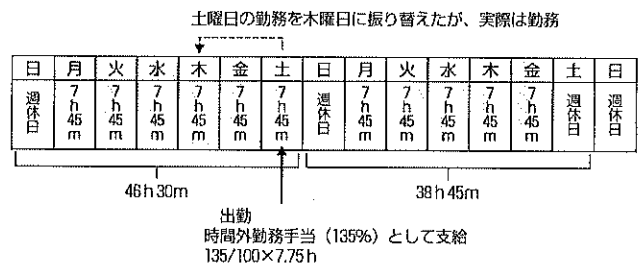 土曜日の勤務を木曜日に振り替えたが、実際は勤務
日 月 火 水 木 金 土 日 月 火 水 木 金 土 日
週休日 7h45m 7h45m 7h45m 7h45m 7h45m 7h45m 週休日 7h45m 7h45m 7h45m 7h45m 7h45m 週休日 週休日
46h30m 38h45m
出勤
時間外勤務手当（135%）として支給
135/100×7.75h